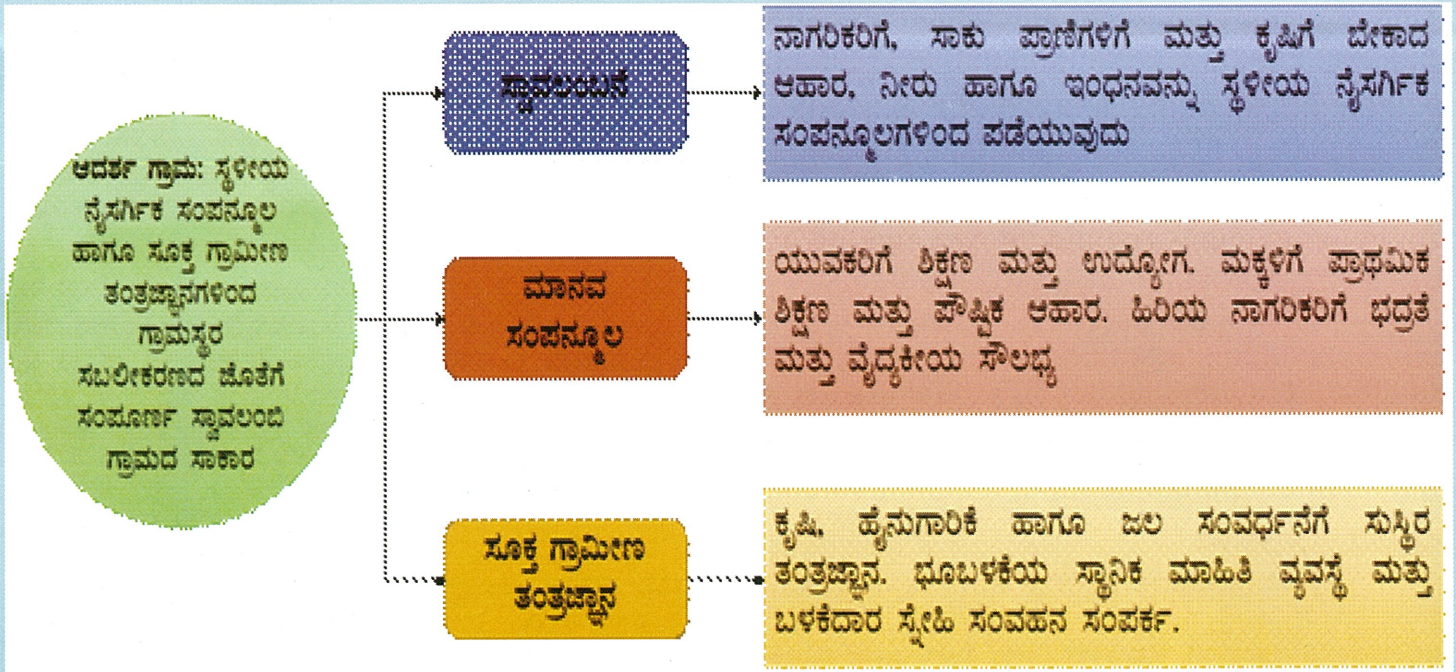 ಆದರ್ಶ ಗ್ರಾಮ: ಸ್ಥಳೀಯ
ನೈಸರ್ಗಿಕ ಸಂಪನ್ಮೂಲ
ಹಾಗೂ ಸೂಕ್ತ ಗ್ರಾಮೀಣ
ತಂತ್ರಜ್ಞಾನಗಳಿಂದ
ಗ್ರಾಮಸ್ಥರ
ಸಬಲೀಕರಣದ ಜೊತೆಗೆ
ಸಂಪೂರ್ಣ ಸ್ವಾವಲಂಬಿ
ಗ್ರಾಮದ ಸಾಕಾರ
ಸ್ವಾವಲಂಬನೆ
ನಾಗರಿಕರಿಗೆ, ಸಾಕು ಪ್ರಾಣಿಗಳಿಗೆ ಮತ್ತು ಕೃಷಿಗೆ ಬೇಕಾದ
ಆಹಾರ, ನೀರು ಹಾಗೂ ಇಂಧನವನ್ನು ಸ್ಥಳೀಯ ನೈಸರ್ಗಿಕ
ಸಂಪನ್ಮೂಲಗಳಿಂದ ಪಡೆಯುವುದು
ಮಾನವ
ಸಂಪನ್ಮೂಲ
ಯುವಕರಿಗೆ ಶಿಕ್ಷಣ ಮತ್ತು ಉದ್ಯೋಗ. ಮಕ್ಕಳಿಗೆ ಪ್ರಾಥಮಿಕ
ಶಿಕ್ಷಣ ಮತ್ತು ಪೌಷ್ಟಿಕ ಆಹಾರ. ಹಿರಿಯ ನಾಗರಿಕರಿಗೆ ಭದ್ರತೆ
ಮತ್ತು ವೈದ್ಯಕೀಯ ಸೌಲಭ್ಯ
ಸೂಕ್ತ ಗ್ರಾಮೀಣ
ತಂತ್ರಜ್ಞಾನ
ಕೃಷಿ, ಹೈನುಗಾರಿಕೆ ಹಾಗೂ ಜಲ ಸಂವರ್ಧನೆಗೆ ಸುಸ್ಥಿರ
ತಂತ್ರಜ್ಞಾನ. ಭೂಬಳಕೆಯ ಸ್ಥಾನಿಕ ಮಾಹಿತಿ ವ್ಯವಸ್ಥೆ ಮತ್ತು
ಬಳಕೆದಾರ ಸ್ನೇಹಿ ಸಂವಹನ ಸಂಪರ್ಕ.